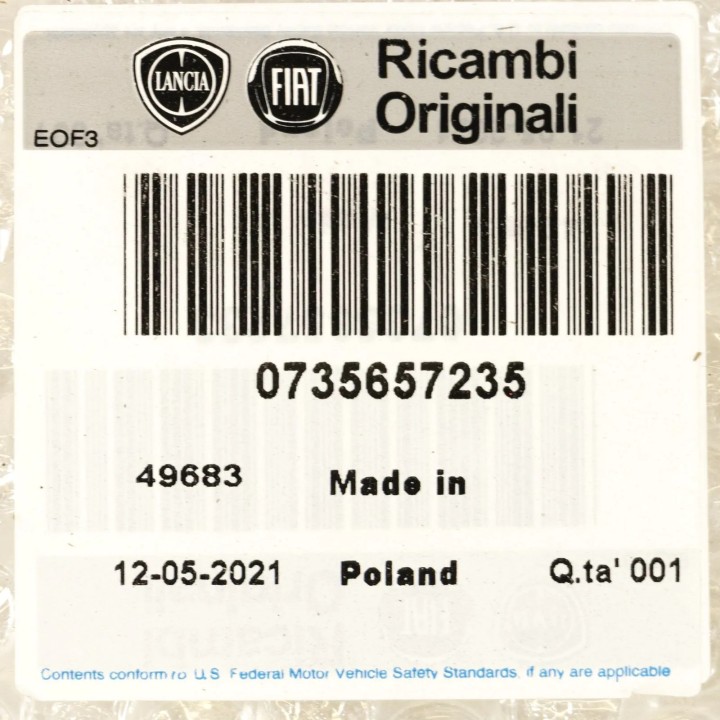 LANCIA FIAT Ricambi
Originali
EOF3
0735657235
49683 Made in
12-05-2021 Poland Q.ta' 001
Contents conform to U.S Federal Motor Vehicle Safety Standards, if any are applicable